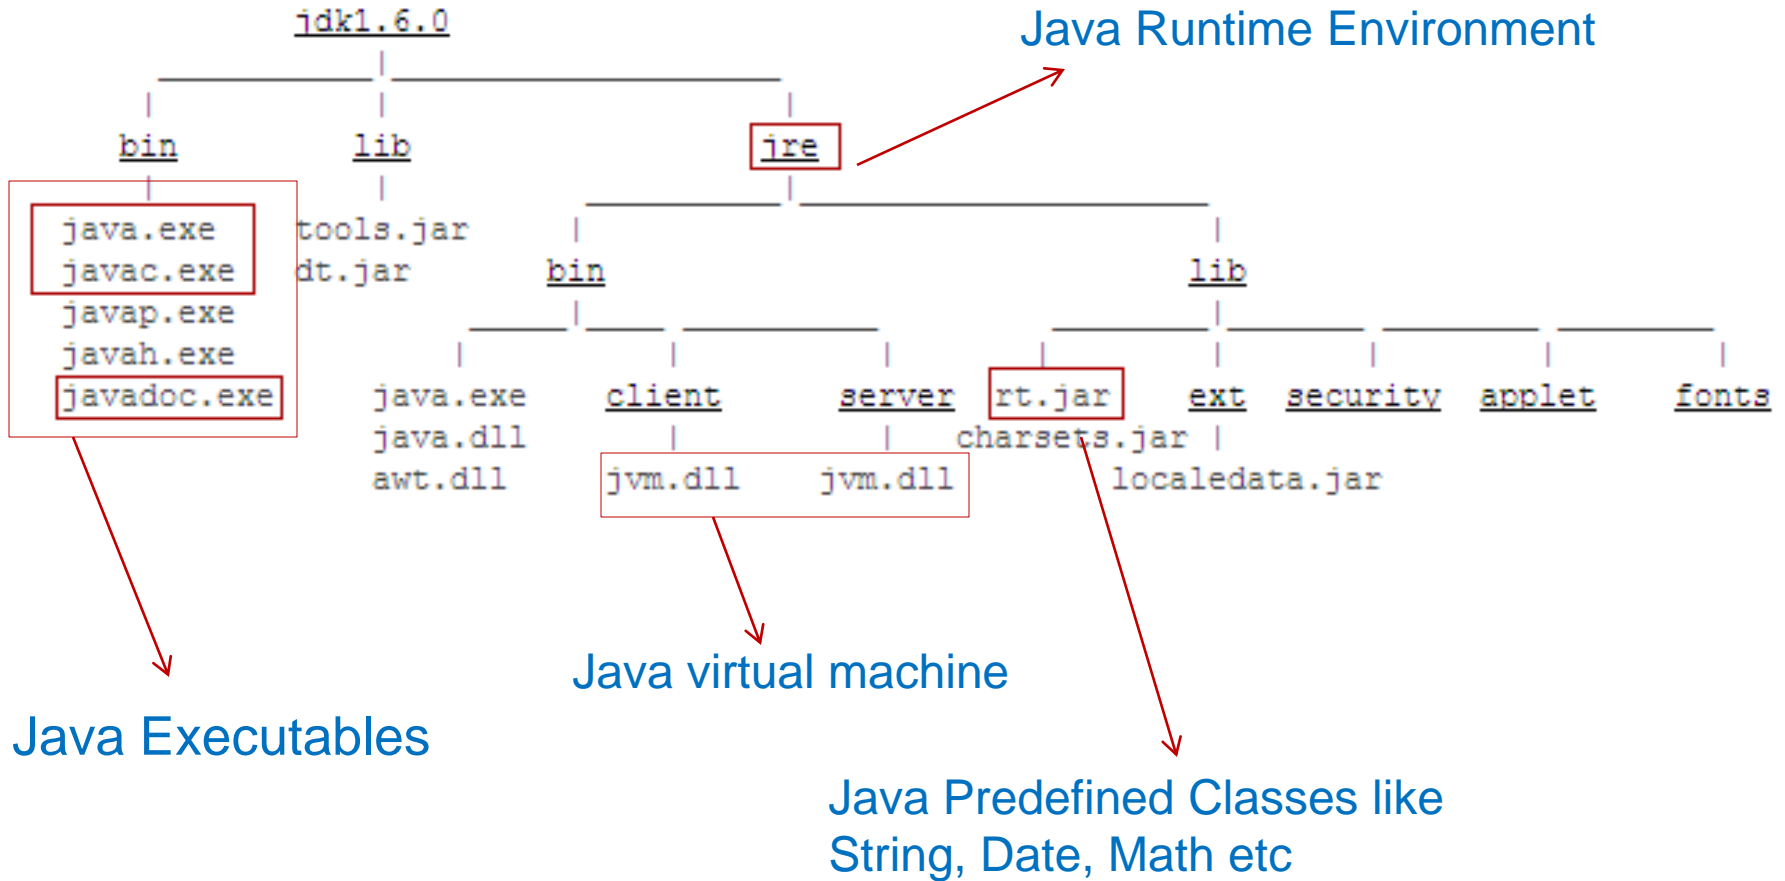 jdk1.6.0
Java Runtime Environment
bin lib jre
java.exe tools.jar
javac.exe dt.jar bin lib
javap.exe
javah.exe
javadoc.exe java.exe client server rt.jar ext security applet fonts
java.dll charsets.jar
awt.dll jvm.dll jvm.dll localedata.jar
Java virtual machine
Java Executables
Java Predefined Classes like
String, Date, Math etc